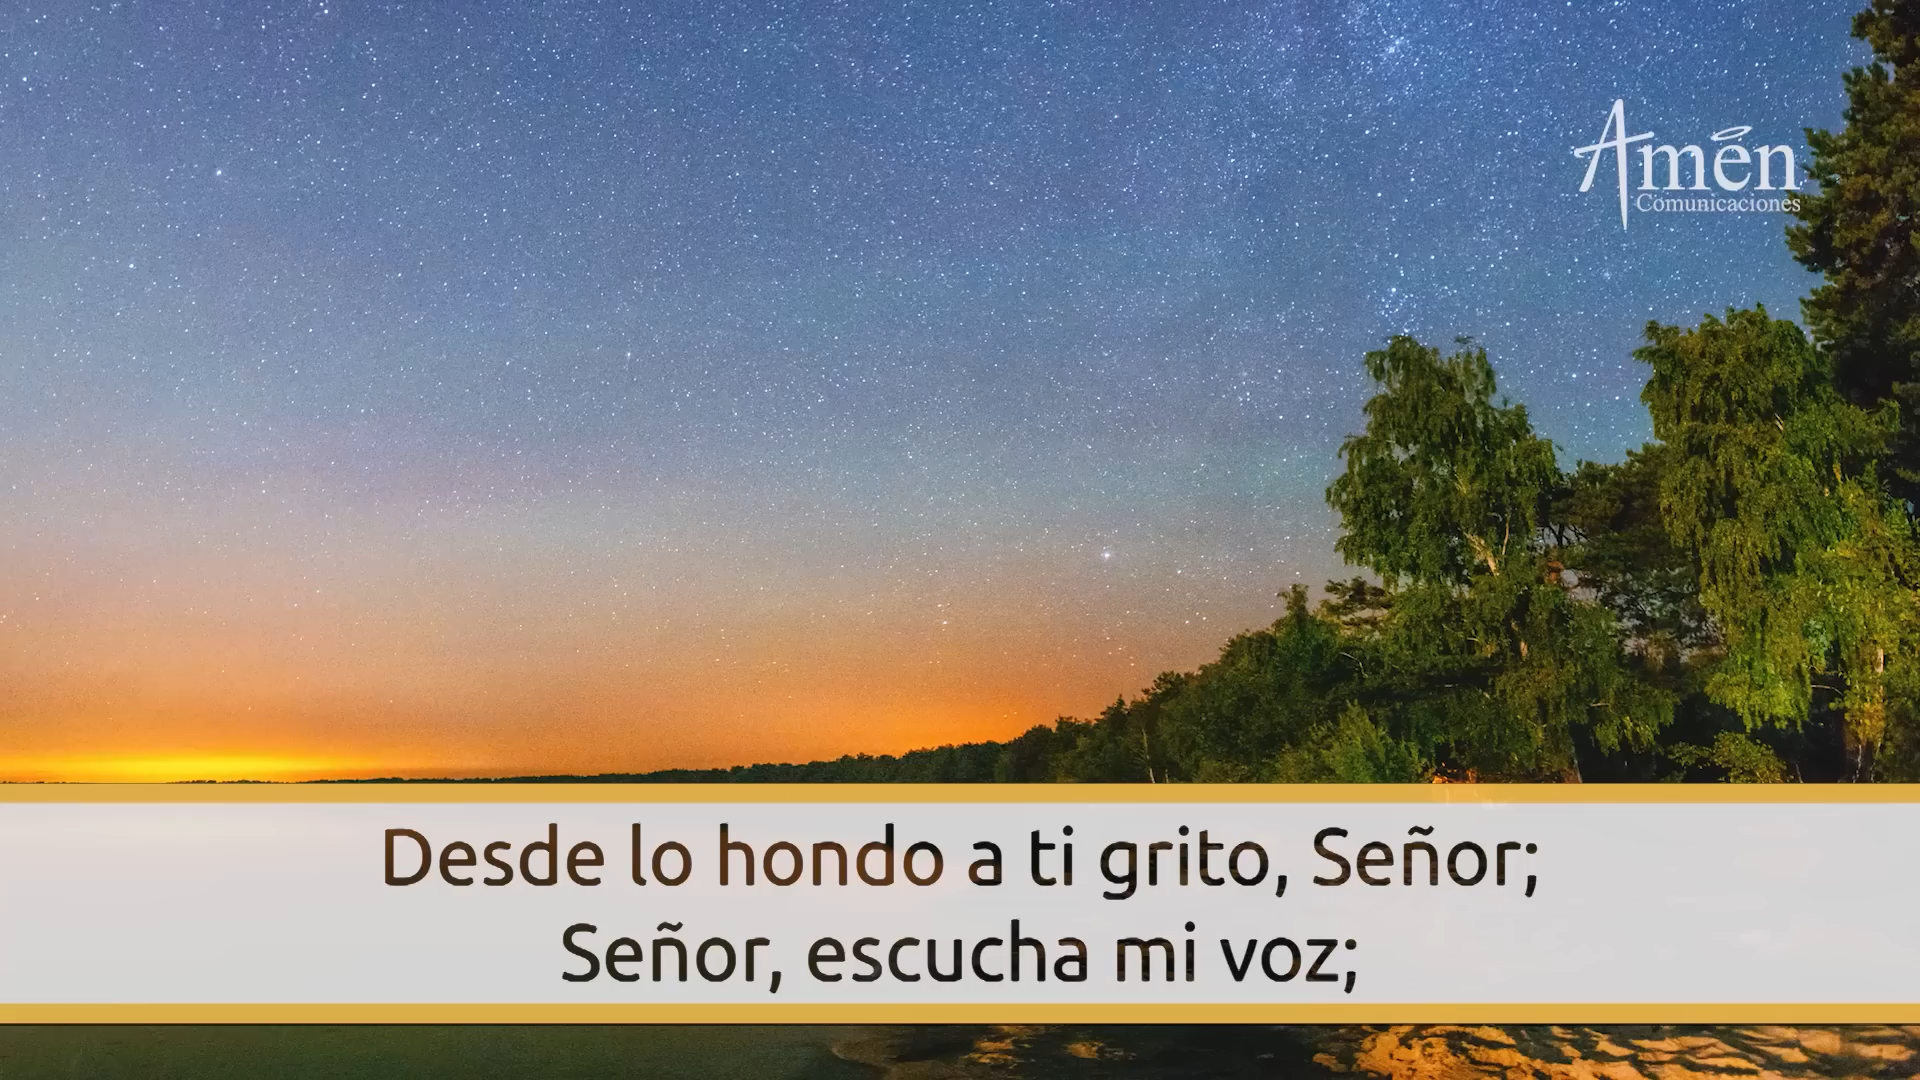 Amén
Comunicaciones
Desde lo hondo a ti grito, Señor;
Señor, escucha mi voz;